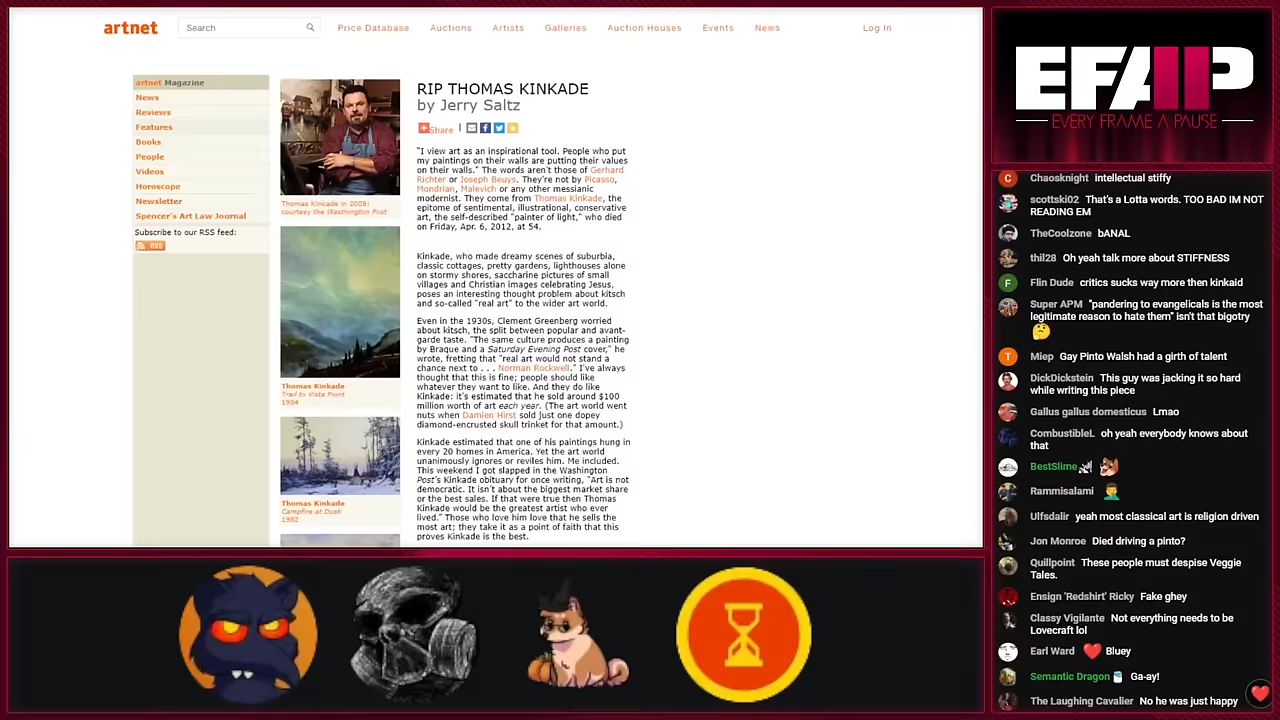 artnet
Search
Price Database
Auctions
Artists
Galleries
Auction Houses
Events
News
Log In
artnet Magazine
News
Reviews
Features
Books
People
Videos
Horoscope
Newsletter
Spencer's Art Law Journal
Subscribe to our RSS feed:
RSS
Thomas Kinkade in 2009;
courtesy the Washington Post
Thomas Kinkade
Trail to Vista Point
1984
Thomas Kinkade
Campfire at Dusk
1982
RIP THOMAS KINKADE
by Jerry Saltz
Share
"I view art as an inspirational tool. People who put
my paintings on their walls are putting their values
on their walls." The words aren't those of Gerhard
Richter or Joseph Beuys. They're not by Picasso,
Mondrian, Malevich or any other messianic
modernist. They come from Thomas Kinkade, the
epitome of sentimental, illustrational, conservative
art, the self-described "painter of light," who died
on Friday, Apr. 6, 2012, at 54.
Kinkade, who made dreamy scenes of suburbia,
classic cottages, pretty gardens, lighthouses alone
on stormy shores, saccharine pictures of small
villages and Christian images celebrating Jesus,
poses an interesting thought problem about kitsch
and so-called "real art" to the wider art world.
Even in the 1930s, Clement Greenberg worried
about kitsch, the split between popular and avant-
garde taste. "The same culture produces a painting
by Braque and a Saturday Evening Post cover," he
wrote, fretting that "real art would not stand a
chance next to . . . Norman Rockwell." I've always
thought that this is fine; people should like
whatever they want to like. And they do like
Kinkade: it's estimated that he sold around $100
million worth of art each year. (The art world went
nuts when Damien Hirst sold just one dopey
diamond-encrusted skull trinket for that amount.)
Kinkade estimated that one of his paintings hung in
every 20 homes in America. Yet the art world
unanimously ignores or reviles him. Me included.
This weekend I got slapped in the Washington
Post's Kinkade obituary for once writing, "Art is not
democratic. It isn't about the biggest market share
or the best sales. If that were true then Thomas
Kinkade would be the greatest artist who ever
lived." Those who love him love that he sells the
most art; they take it as a point of faith that this
proves Kinkade is the best.
EFAP
EVERY FRAME A PAUSE
C Chaosknight intellectual stiffy
scottski02 That's a Lotta words. TOO BAD IM NOT
READING EM
TheCoolzone bANAL
thil28 Oh yeah talk more about STIFFNESS
F Flin Dude critics sucks way more then kinkaid
Super APM "pandering to evangelicals is the most
legitimate reason to hate them" isn't that bigotry
T Miep Gay Pinto Walsh had a girth of talent
DickDickstein This guy was jacking it so hard
while writing this piece
Gallus gallus domesticus Lmao
CombustibleL oh yeah everybody knows about
that
BestSlime
Rammisalami
Ulfsdalir yeah most classical art is religion driven
Jon Monroe Died driving a pinto?
Quillpoint These people must despise Veggie
Tales.
Ensign 'Redshirt' Ricky Fake ghey
Classy Vigilante Not everything needs to be
Lovecraft lol
Earl Ward ❤️ Bluey
Semantic Dragon Ga-ay!
The Laughing Cavalier No he was just happy